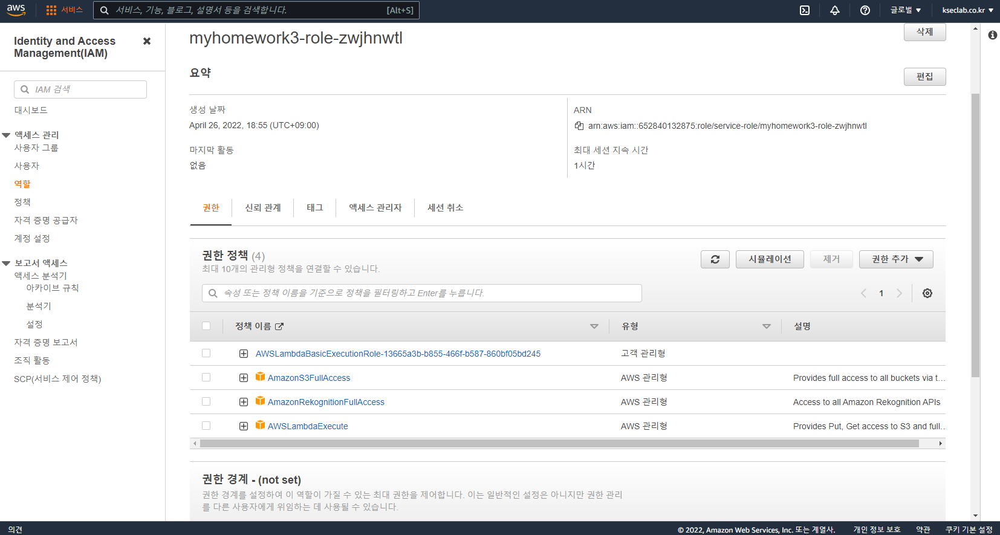 aws
서비스
서비스, 기능, 블로그, 설명서 등을 검색합니다.
[Alt+S]
글로벌
kseclab.co.kr
Identity and Access
Management(IAM)
IAM 검색
대시보드
액세스 관리
사용자 그룹
사용자
역할
정책
자격 증명 공급자
계정 설정
보고서 액세스
액세스 분석기
아카이브 규칙
분석기
설정
자격 증명 보고서
조직 활동
SCP(서비스 제어 정책)
myhomework3-role-zwjhnwtl
삭제
요약
편집
생성 날짜
April 26, 2022, 18:55 (UTC+09:00)
마지막 활동
없음
ARN
arn:aws:iam::652840132875:role/service-role/myhomework3-role-zwjhnwtl
최대 세션 지속 시간
1시간
권한
신뢰 관계
태그
액세스 관리자
세션 취소
권한 정책 (4)
최대 10개의 관리형 정책을 연결할 수 있습니다.
시뮬레이션
제거
권한 추가
속성 또는 정책 이름을 기준으로 정책을 필터링하고 Enter를 누릅니다.
1
정책 이름
유형
설명
AWSLambdaBasicExecutionRole-13665a3b-b855-466f-b587-860bf05bd245
고객 관리형
AmazonS3FullAccess
AWS 관리형
Provides full access to all buckets via t...
AmazonRekognitionFullAccess
AWS 관리형
Access to all Amazon Rekognition APIs
AWSLambdaExecute
AWS 관리형
Provides Put, Get access to S3 and full...
권한 경계 - (not set)
권한 경계를 설정하여 이 역할이 가질 수 있는 최대 권한을 제어합니다. 이는 일반적인 설정은 아니지만 권한 관리
를 다른 사용자에게 위임하는 데 사용될 수 있습니다.
의견
© 2022, Amazon Web Services, Inc. 또는 계열사.
개인 정보 보호
약관
쿠키 기본 설정